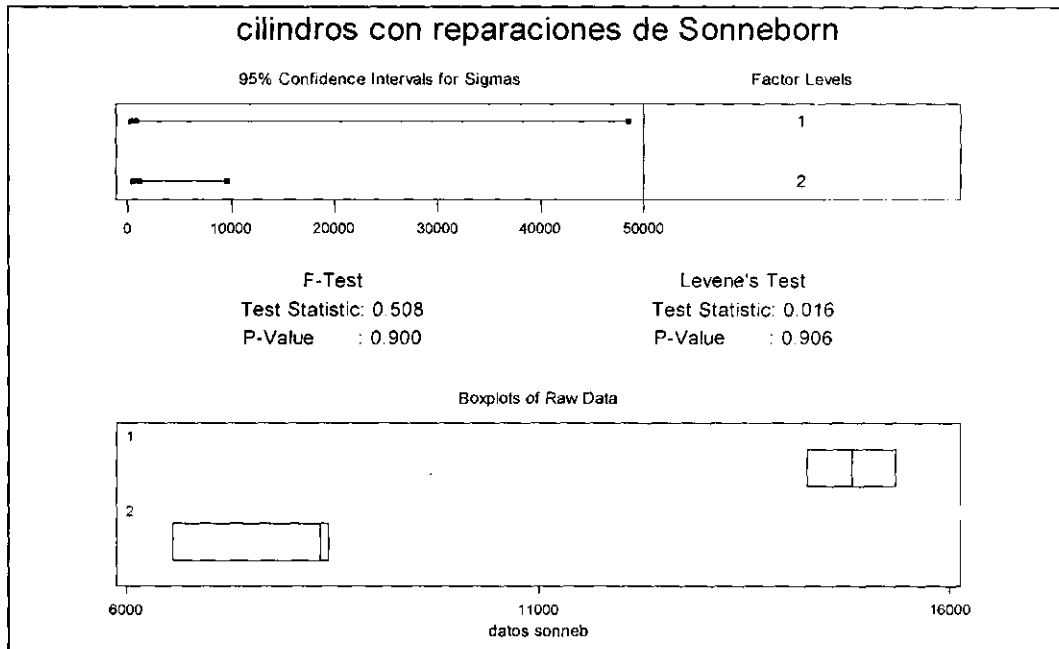 cilindros con reparaciones de Sonneborn
95% Confidence Intervals for Sigmas Factor Levels
1
2
0 10000 20000 30000 40000 50000
F-Test Levene's Test
Test Statistic: 0.508 Test Statistic: 0.016
P-Value : 0.900 P-Value : 0.906
Boxplots of Raw Data
1
2
6000 11000 16000
datos sonneb